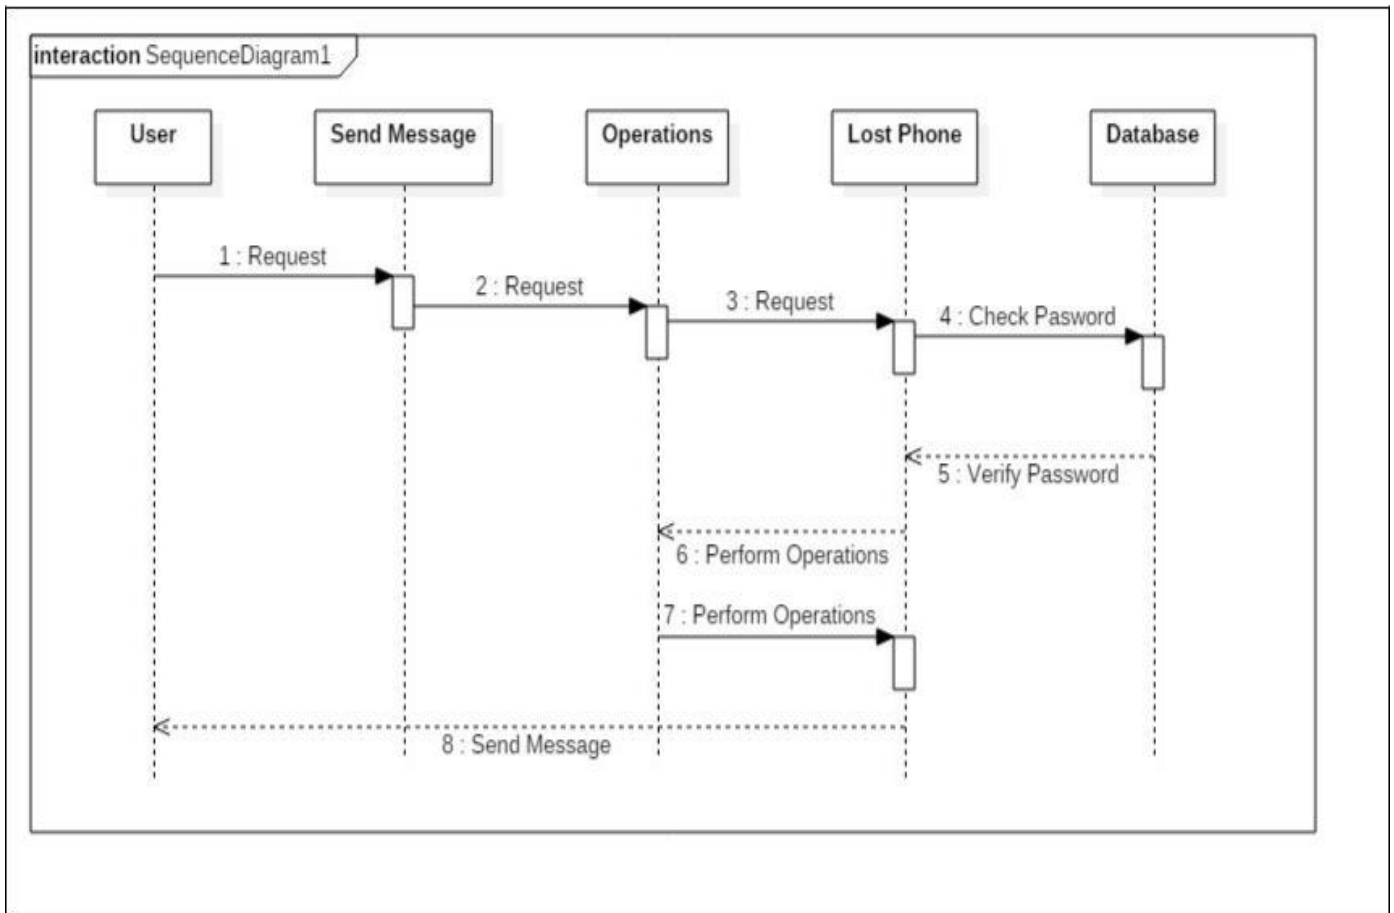 interaction SequenceDiagram1
User
Send Message
Operations
Lost Phone
Database
1 : Request
2 : Request
3 : Request
4 : Check Pasword
5 : Verify Password
6 : Perform Operations
7 : Perform Operations
8 : Send Message